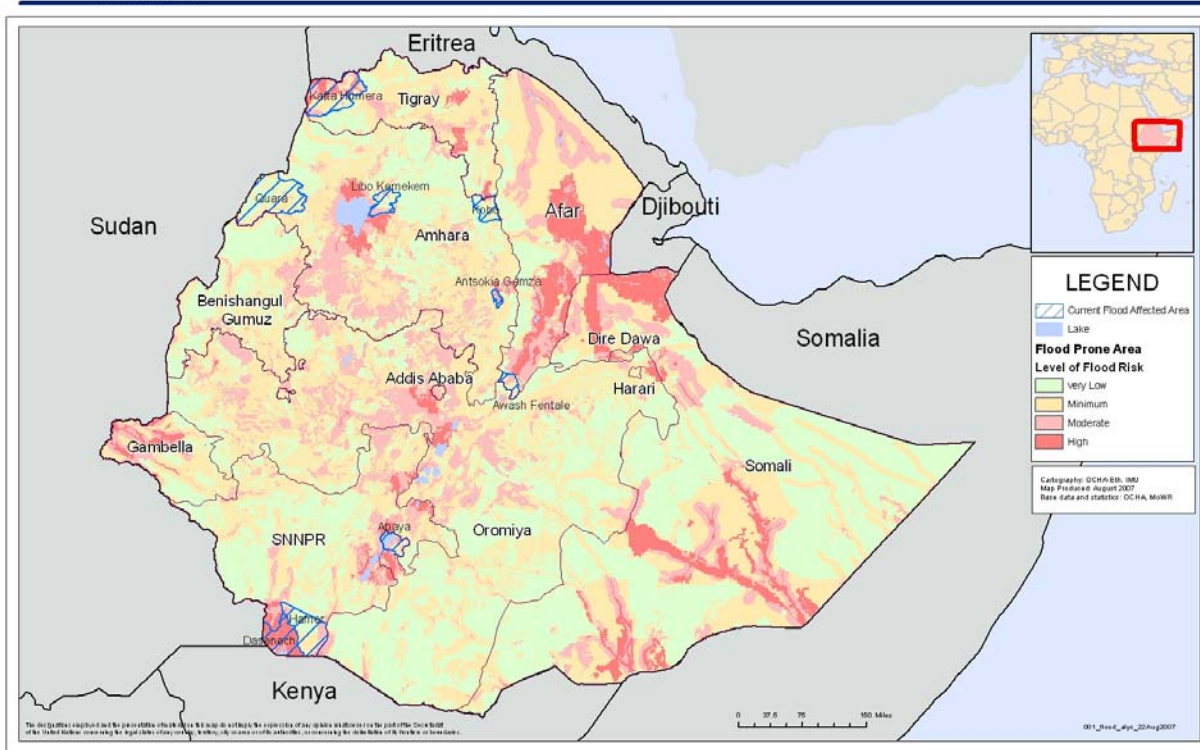 Eritrea
Kafta Homera
Tigray
Quara
Libo Kemekem
Kobo
Afar
Djibouti
Sudan
Amhara
Antsokia Gemza
Benishangul
Gumuz
Dire Dawa
Somalia
Addis Ababa
Harari
Awash Fentale
Gambella
Somali
Abaya
SNNPR
Oromiya
Hamer
Dasenech
Kenya
LEGEND
Current Flood Affected Area
Lake
Flood Prone Area
Level of Flood Risk
very Low
Minimum
Moderate
High
Cartography: OCHA-Eth. IMU
Map Produced: August 2007
Base data and statistics: OCHA, MoWR
0 37.5 75 150 Miles
001_flood_alys_22Aug2007